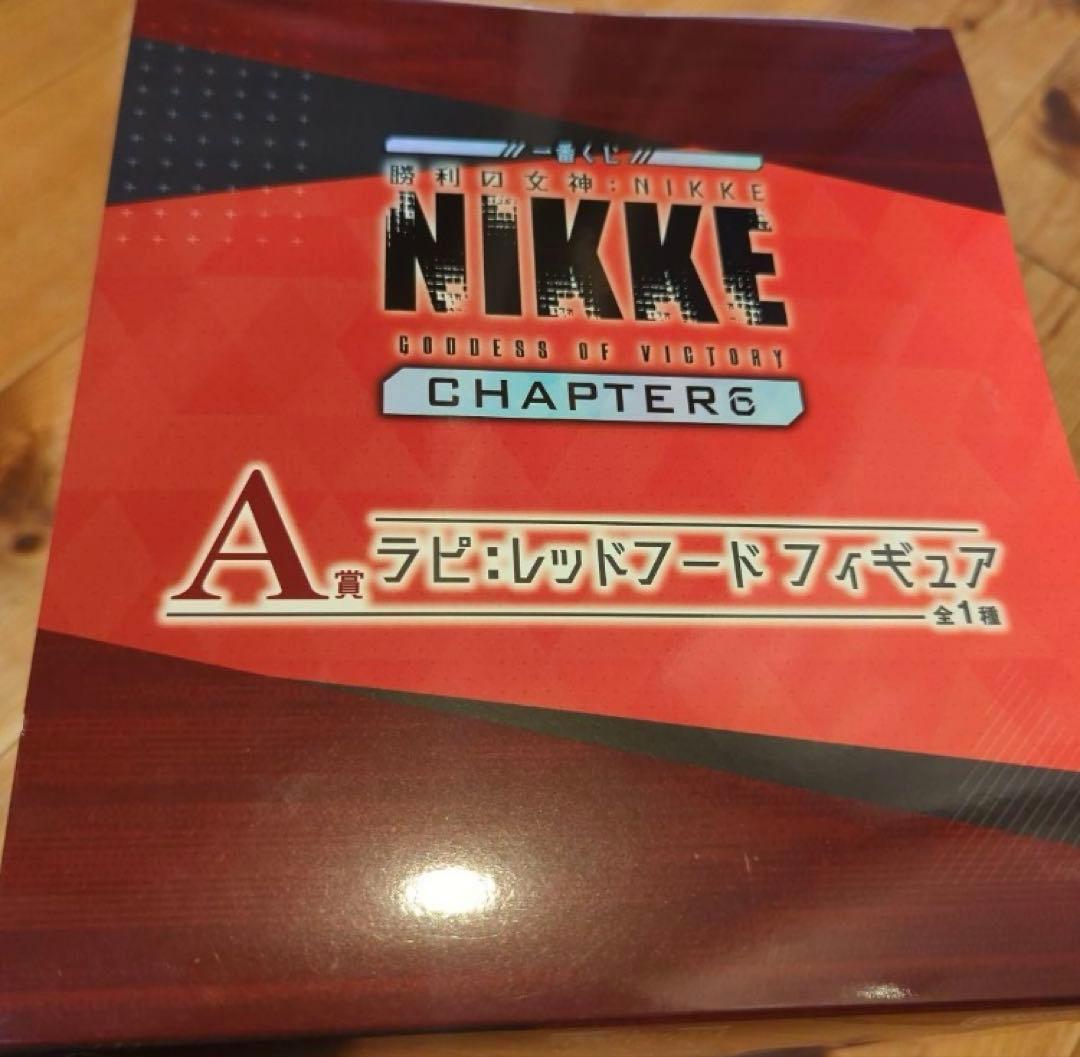 一番くじ
勝利の女神：NIKKE
NIKKE
GODDESS OF VICTORY
CHAPTER6
A賞 ラピ：レッドフード フィギュア
全1種